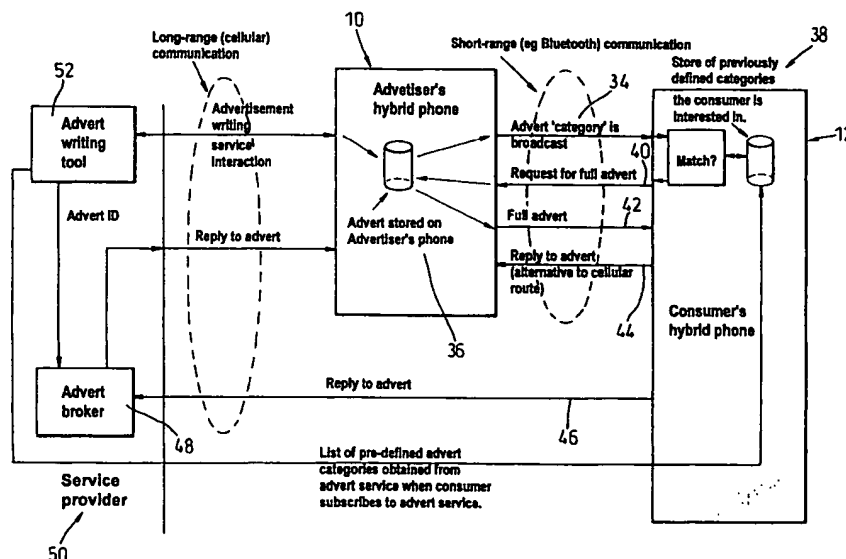 10
Long-range (cellular)
communication
Short-range (eg Bluetooth) communication
38
Store of previously
defined categories
the consumer is
Interested in.
52
Advetiser's
hybrid phone
34
12
Advert
writing
tool
Advertisement
writing
service
Interaction
Advert 'category' is
broadcast
Match?
40
Request for full advert
Advert ID
Advert stored on
Advertiser's phone
Full advert
42
Reply to advert
Reply to advert
(alternative to cellular
route)
36
44
Consumer's
hybrid phone
Advert
broker
48
Reply to advert
46
List of pre-defined advert
categories obtained from
advert service when consumer
subscribes to advert service.
Service
provider
50